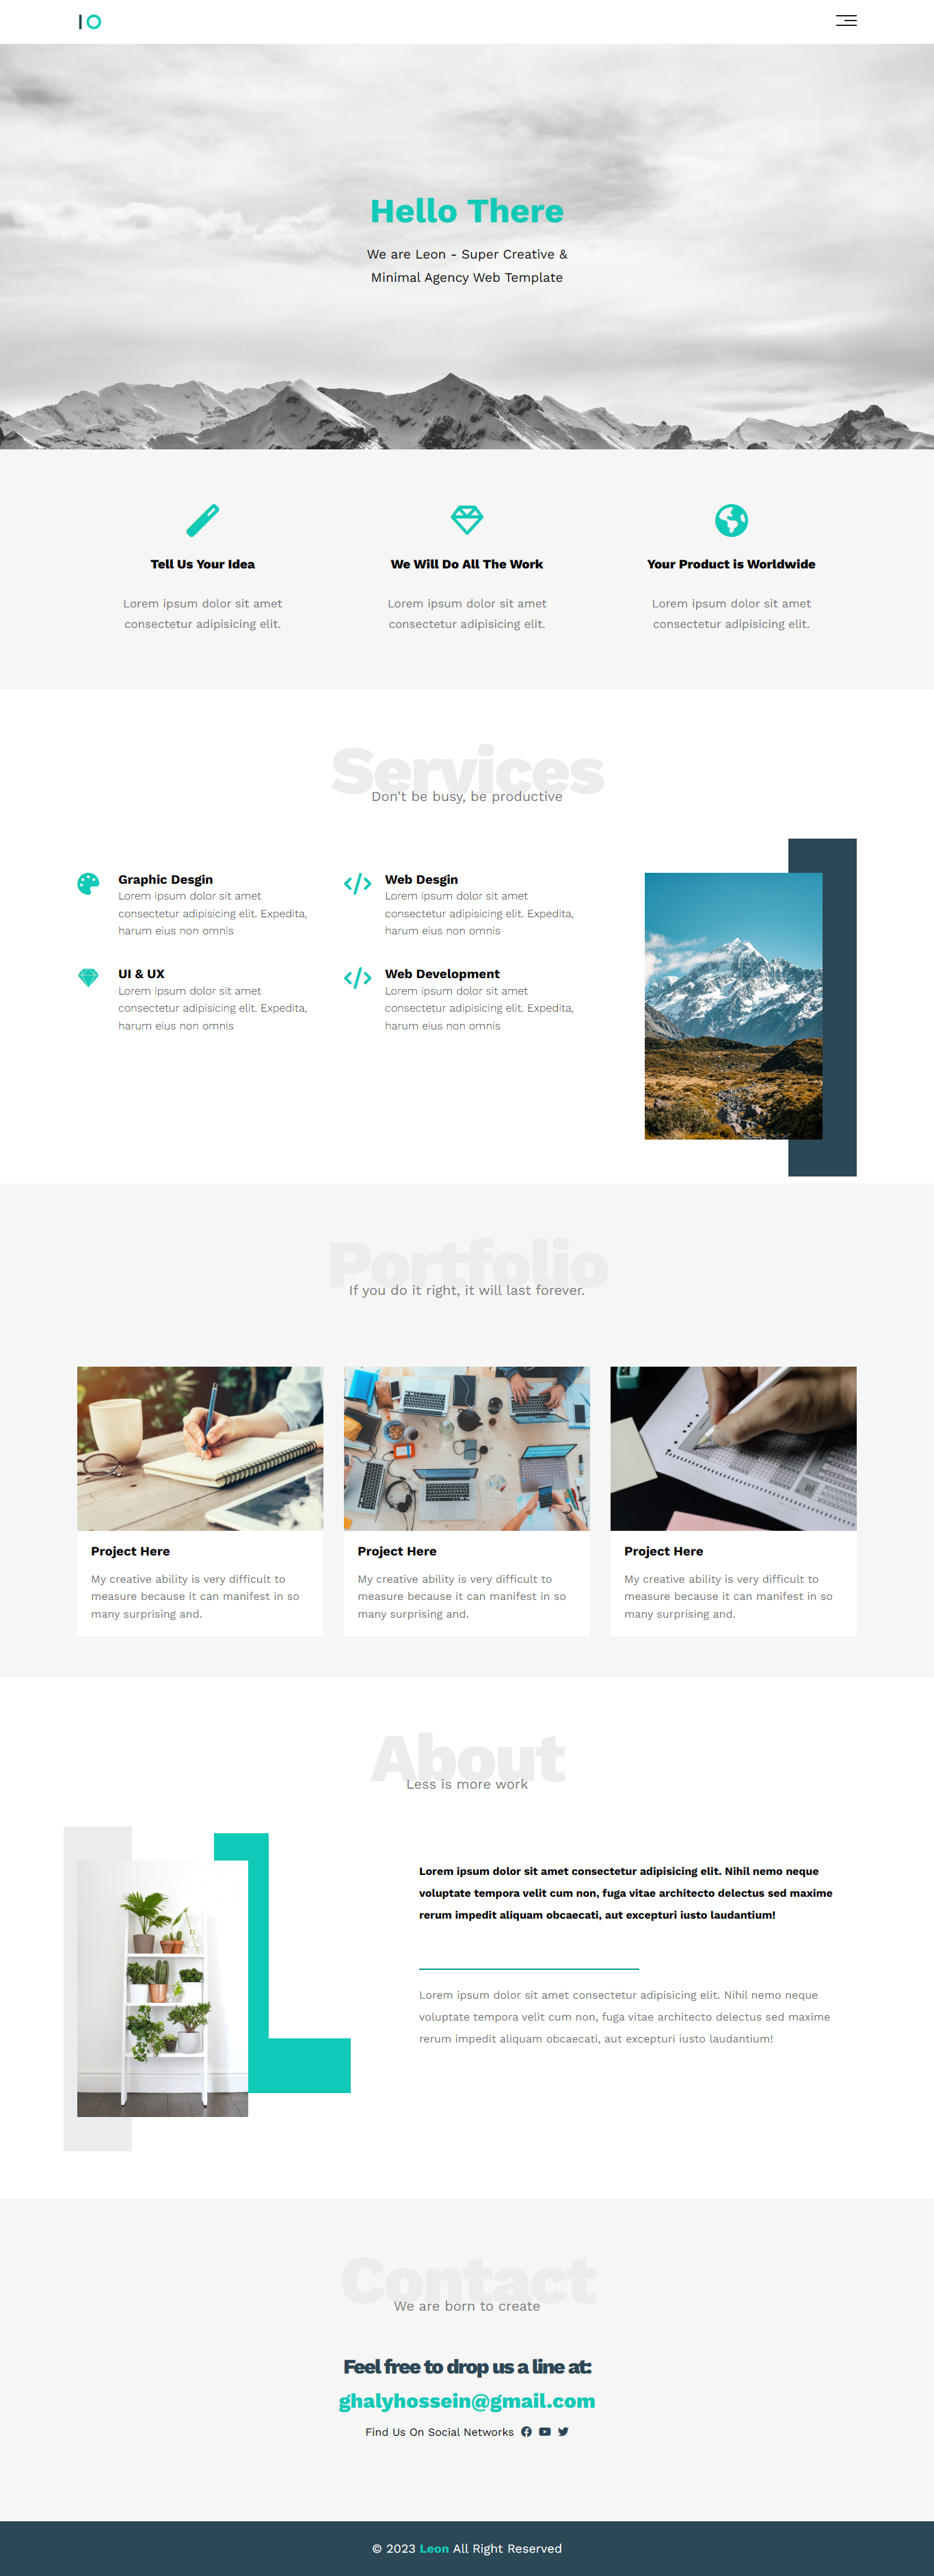 Hello There
We are Leon - Super Creative &
Minimal Agency Web Template
Tell Us Your Idea
Lorem ipsum dolor sit amet
consectetur adipisicing elit.
We Will Do All The Work
Lorem ipsum dolor sit amet
consectetur adipisicing elit.
Your Product is Worldwide
Lorem ipsum dolor sit amet
consectetur adipisicing elit.
Services
Don't be busy, be productive
Graphic Desgin
Lorem ipsum dolor sit amet
consectetur adipisicing elit. Expedita,
harum eius non omnis
Web Desgin
Lorem ipsum dolor sit amet
consectetur adipisicing elit. Expedita,
harum eius non omnis
UI & UX
Lorem ipsum dolor sit amet
consectetur adipisicing elit. Expedita,
harum eius non omnis
Web Development
Lorem ipsum dolor sit amet
consectetur adipisicing elit. Expedita,
harum eius non omnis
Portfolio
If you do it right, it will last forever.
Project Here
My creative ability is very difficult to
measure because it can manifest in so
many surprising and.
Project Here
My creative ability is very difficult to
measure because it can manifest in so
many surprising and.
Project Here
My creative ability is very difficult to
measure because it can manifest in so
many surprising and.
About
Less is more work
Lorem ipsum dolor sit amet consectetur adipisicing elit. Nihil nemo neque
voluptate tempora velit cum non, fuga vitae architecto delectus sed maxime
rerum impedit aliquam obcaecati, aut excepturi iusto laudantium!
Lorem ipsum dolor sit amet consectetur adipisicing elit. Nihil nemo neque
voluptate tempora velit cum non, fuga vitae architecto delectus sed maxime
rerum impedit aliquam obcaecati, aut excepturi iusto laudantium!
Contact
We are born to create
Feel free to drop us a line at:
ghalyhossein@gmail.com
Find Us On Social Networks
© 2023 Leon All Right Reserved